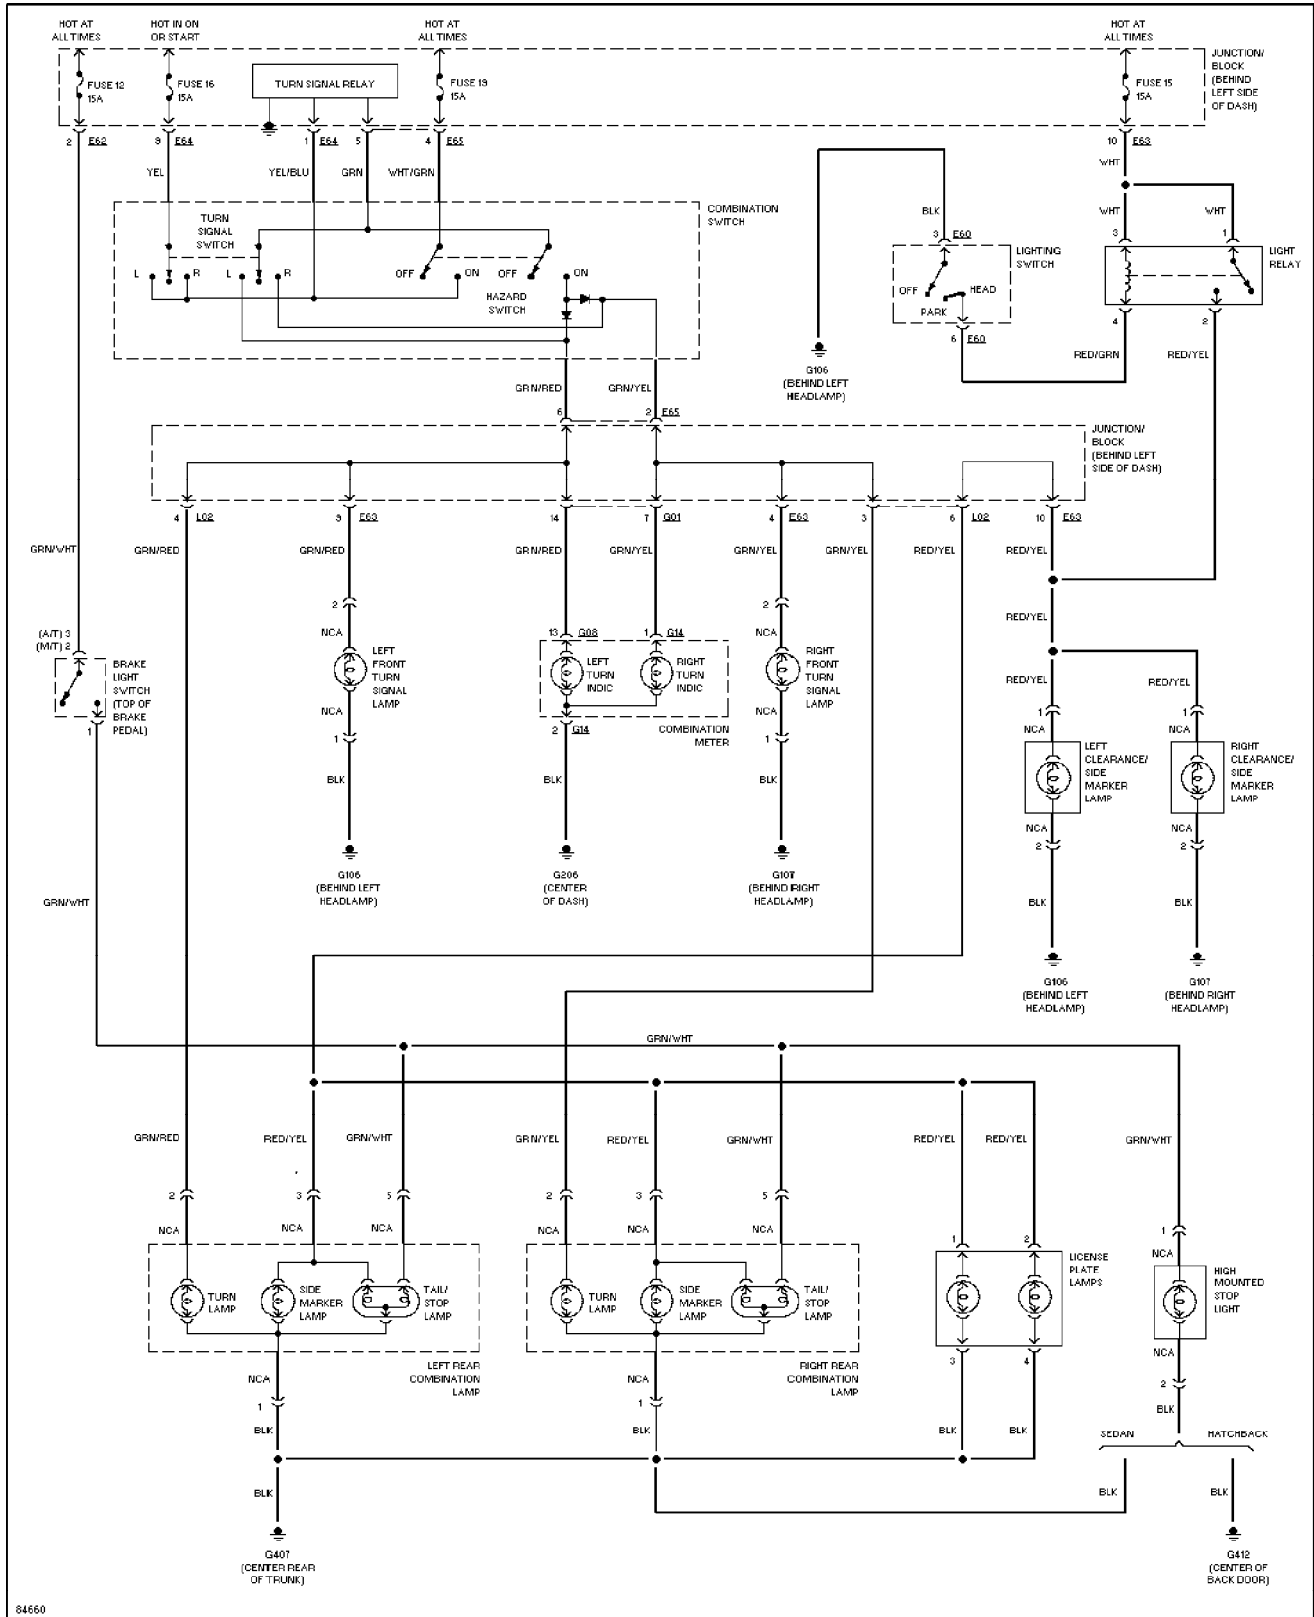 HOT AT
ALL TIMES
HOT IN ON
OR START
HOT AT
ALL TIMES
HOT AT
ALL TIMES
FUSE 12
15A
FUSE 16
15A
TURN SIGNAL RELAY
FUSE 19
15A
FUSE 15
15A
JUNCTION/
BLOCK
(BEHIND
LEFT SIDE
OF DASH)
2 E62
9 E64
1 E64
5
4 E65
10 E63
YEL
YEL/BLU
GRN
WHT/GRN
WHT
TURN
SIGNAL
SWITCH
COMBINATION
SWITCH
L
R
L
R
OFF
ON
OFF
ON
HAZARD
SWITCH
BLK
WHT
WHT
3 E60
3
1
LIGHTING
SWITCH
LIGHT
RELAY
OFF
HEAD
PARK
6 E60
4
2
G106
(BEHIND LEFT
HEADLAMP)
RED/GRN
RED/YEL
GRN/RED
GRN/YEL
6
2 E65
JUNCTION/
BLOCK
(BEHIND LEFT
SIDE OF DASH)
4 L02
9 E63
14
7 G01
4 E63
3
6 L02
10 E63
GRN/WHT
GRN/RED
GRN/RED
GRN/RED
GRN/YEL
GRN/YEL
GRN/YEL
RED/YEL
RED/YEL
2
2
RED/YEL
(A/T) 3
(M/T) 2
NCA
13 G08
1 G14
NCA
BRAKE
LIGHT
SWITCH
(TOP OF
BRAKE
PEDAL)
1
LEFT
FRONT
TURN
SIGNAL
LAMP
LEFT
TURN
INDIC
RIGHT
TURN
INDIC
RIGHT
FRONT
TURN
SIGNAL
LAMP
RED/YEL
RED/YEL
NCA
NCA
1
1
1
2 G14
COMBINATION
METER
1
NCA
NCA
LEFT
CLEARANCE/
SIDE
MARKER
LAMP
RIGHT
CLEARANCE/
SIDE
MARKER
LAMP
BLK
BLK
BLK
NCA
NCA
2
2
G106
(BEHIND LEFT
HEADLAMP)
G206
(CENTER
OF DASH)
G107
(BEHIND RIGHT
HEADLAMP)
GRN/WHT
BLK
BLK
G106
(BEHIND LEFT
HEADLAMP)
G107
(BEHIND RIGHT
HEADLAMP)
GRN/WHT
GRN/RED
RED/YEL
GRN/WHT
GRN/YEL
RED/YEL
GRN/WHT
RED/YEL
RED/YEL
GRN/WHT
2
3
5
2
3
5
NCA
NCA
NCA
NCA
NCA
NCA
1
2
1
NCA
LICENSE
PLATE
LAMPS
TURN
LAMP
SIDE
MARKER
LAMP
TAIL/
STOP
LAMP
TURN
LAMP
SIDE
MARKER
LAMP
TAIL/
STOP
LAMP
HIGH
MOUNTED
STOP
LIGHT
3
4
NCA
LEFT REAR
COMBINATION
LAMP
NCA
RIGHT REAR
COMBINATION
LAMP
NCA
1
1
2
BLK
BLK
BLK
BLK
BLK
SEDAN
HATCHBACK
BLK
BLK
BLK
G407
(CENTER REAR
OF TRUNK)
G412
(CENTER OF
BACK DOOR)
84660